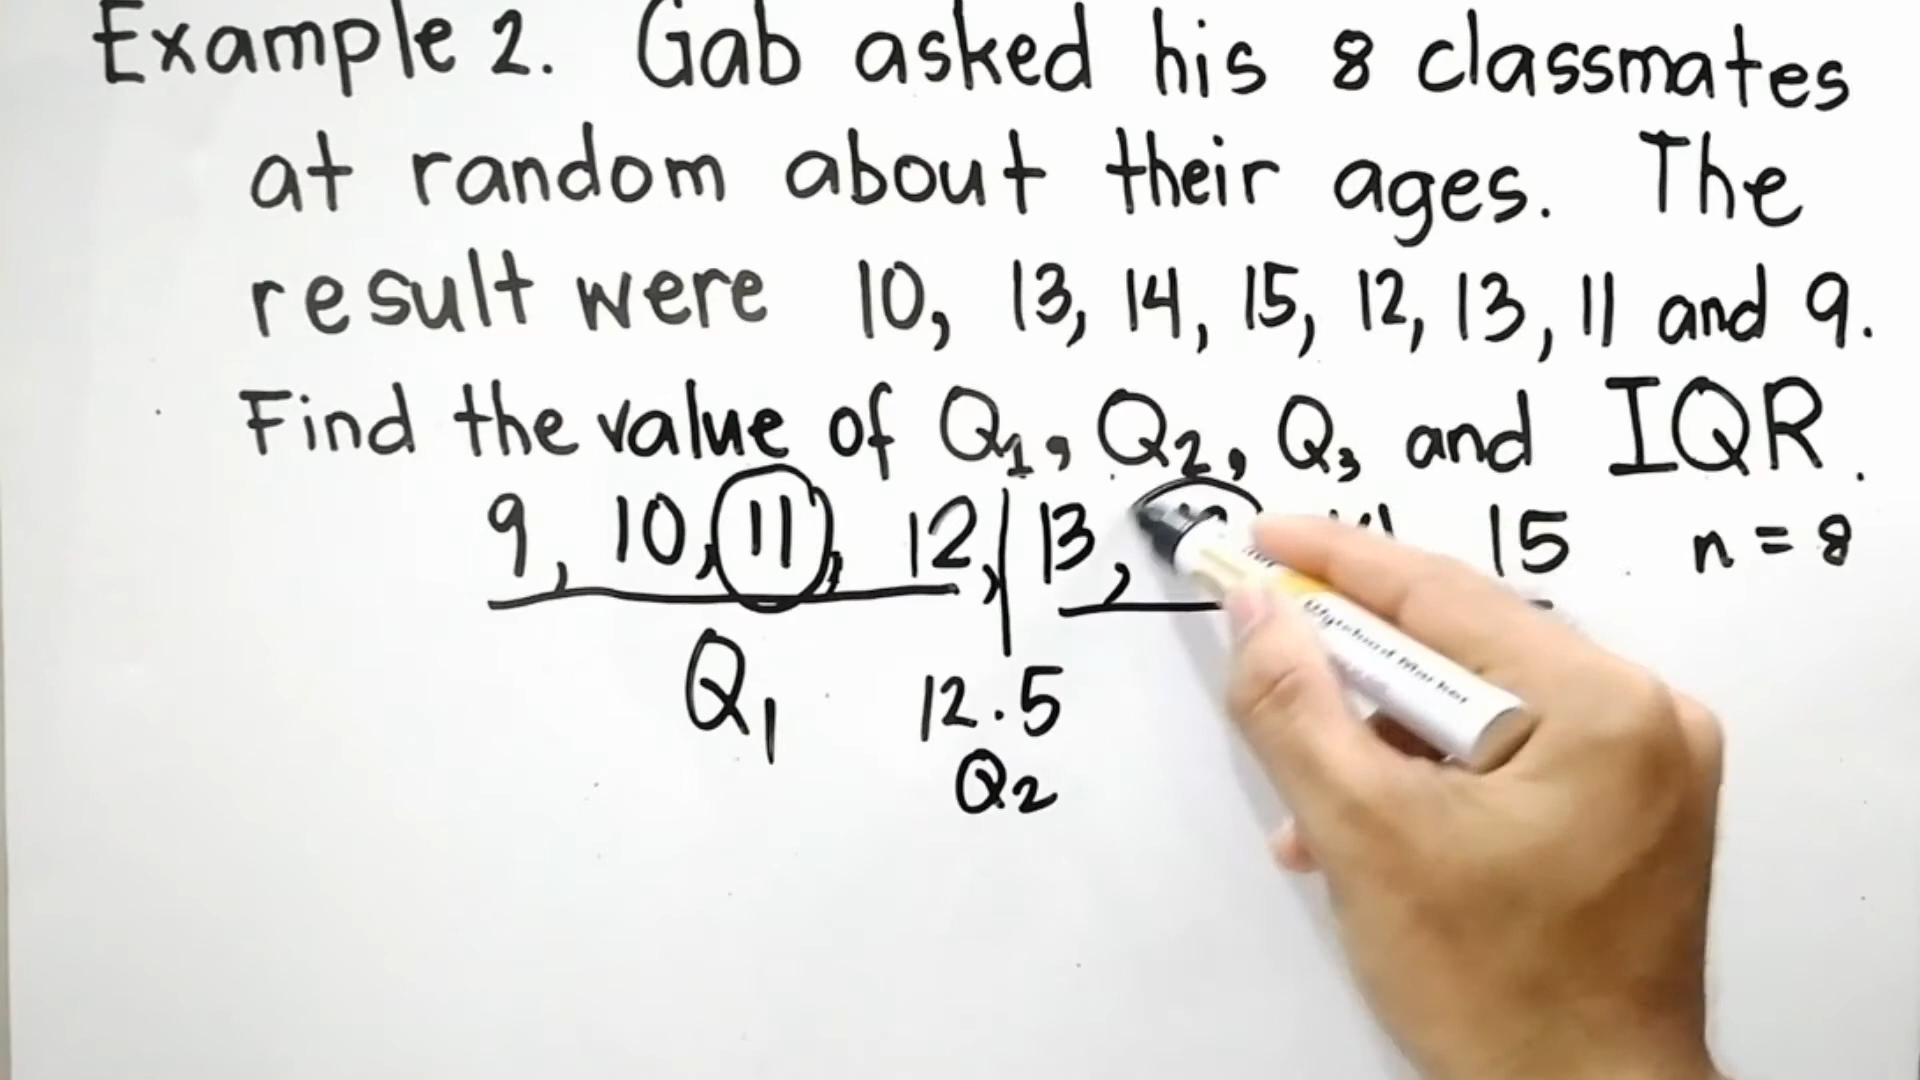 Example 2. Gab asked his 8 classmates
at random about their ages. The
result were 10, 13, 14, 15, 12, 13, 11 and 9.
Find the value of Q1, Q2, Q3 and IQR.
9, 10, 11, 12, 13, 15 n = 8
Q1 12.5
Q2